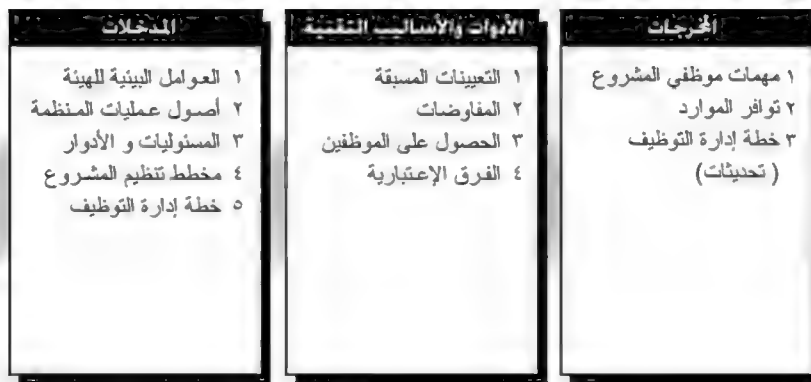 المدخلات
١ العوامل البيئية للهيئة
٢ أصول عمليات المنظمة
٣ المسئوليات و الأدوار
٤ مخطط تنظيم المشروع
٥ خطة إدارة التوظيف
الأدوات والأساليب التقنية
١ التعيينات المسبقة
٢ المفاوضات
٣ الحصول على الموظفين
٤ الفرق الإعتبارية
المخرجات
١ مهمات موظفي المشروع
٢ توافر الموارد
٣ خطة إدارة التوظيف
( تحديثات)